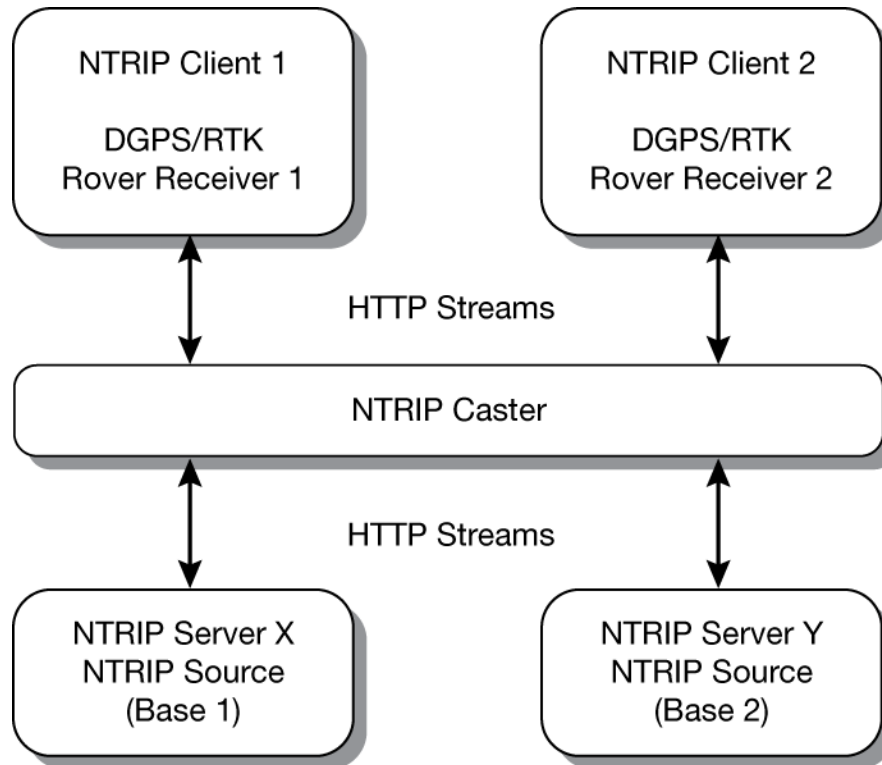 NTRIP Client 1
DGPS/RTK
Rover Receiver 1
NTRIP Client 2
DGPS/RTK
Rover Receiver 2
HTTP Streams
NTRIP Caster
HTTP Streams
NTRIP Server X
NTRIP Source
(Base 1)
NTRIP Server Y
NTRIP Source
(Base 2)